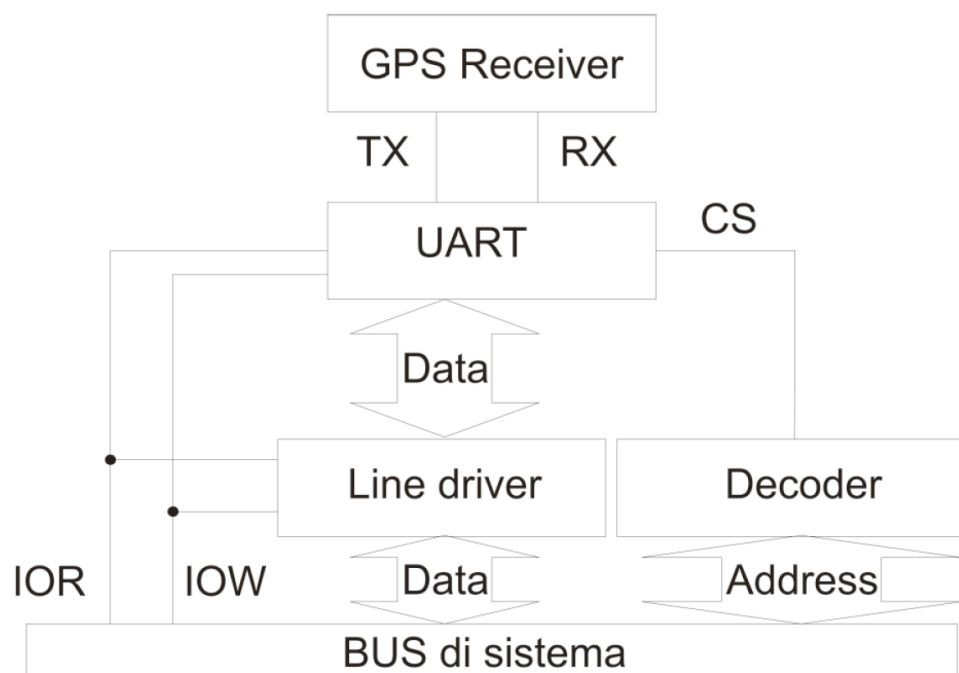 GPS Receiver
TX
RX
UART
CS
Data
Line driver
Decoder
IOR
IOW
Data
Address
BUS di sistema